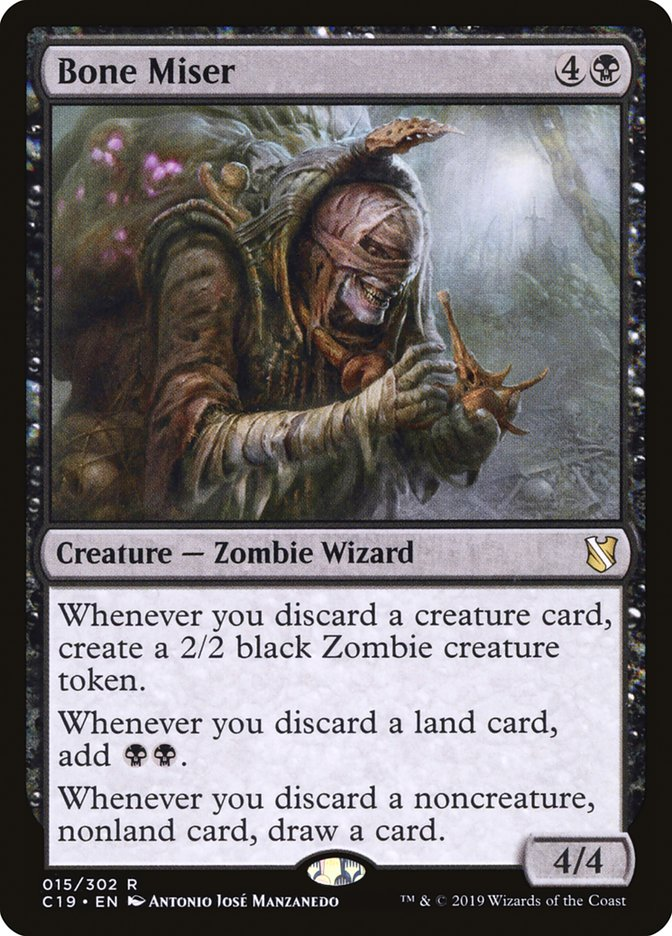 Bone Miser 4
Creature — Zombie Wizard
Whenever you discard a creature card,
create a 2/2 black Zombie creature
token.
Whenever you discard a land card,
add .
Whenever you discard a noncreature,
nonland card, draw a card.
4/4
015/302 R
C19 • EN Antonio José Manzanedo ™ & © 2019 Wizards of the Coast